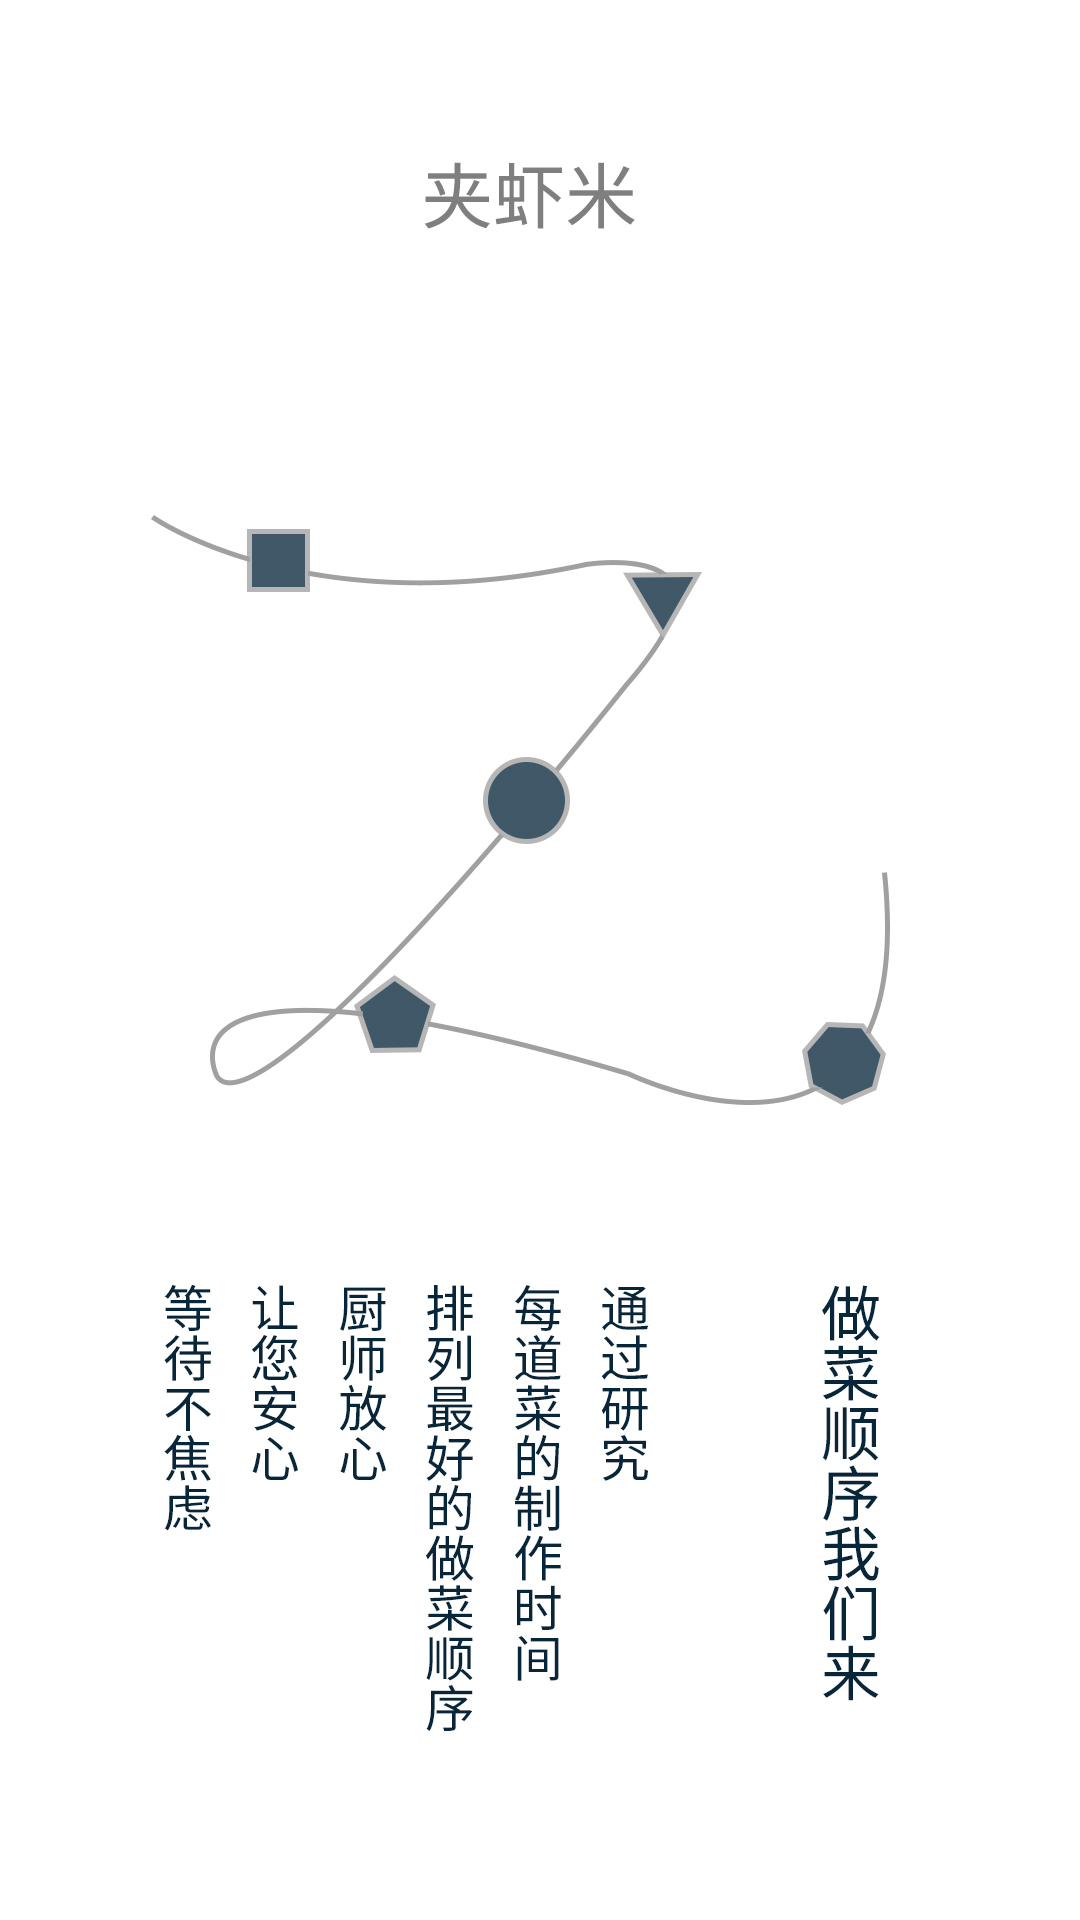 夹虾米
做菜顺序我们来
通过研究
每道菜的制作时间
排列最好的做菜顺序
厨师放心
让您安心
等待不焦虑